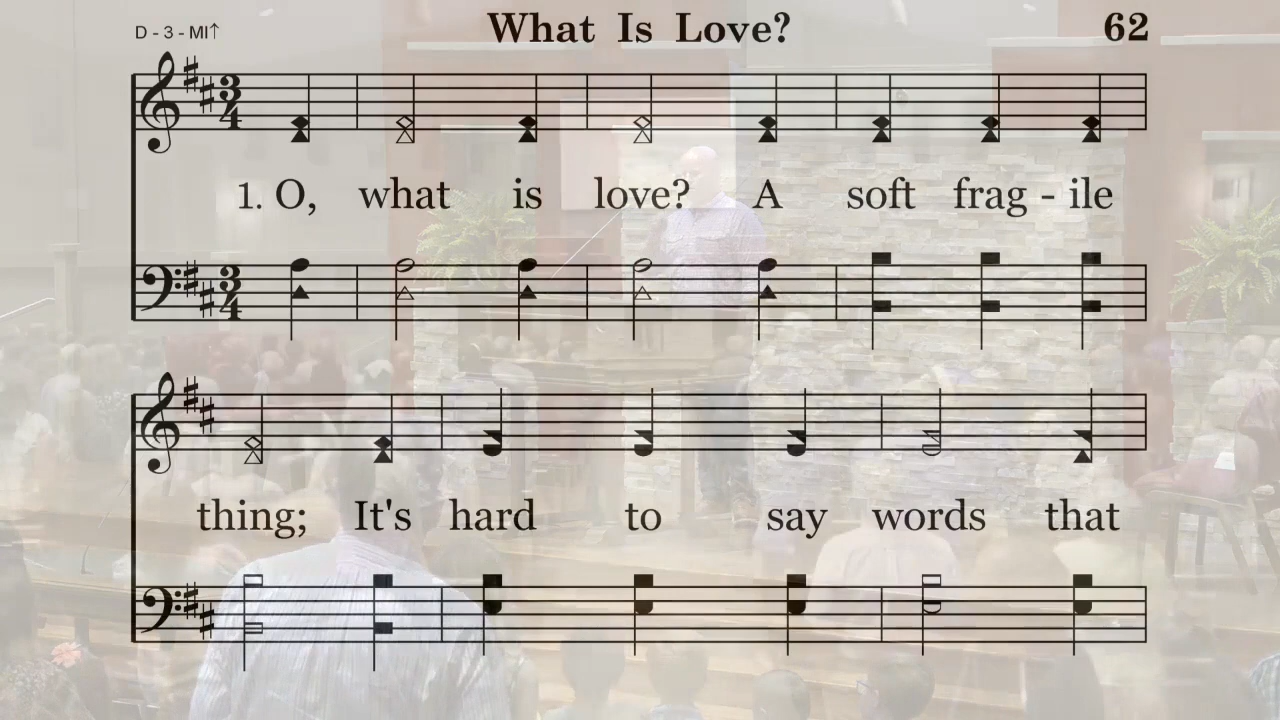 D - 3 - MI↑
What Is Love?
62
1. O, what is love? A soft frag - ile
thing; It's hard to say words that